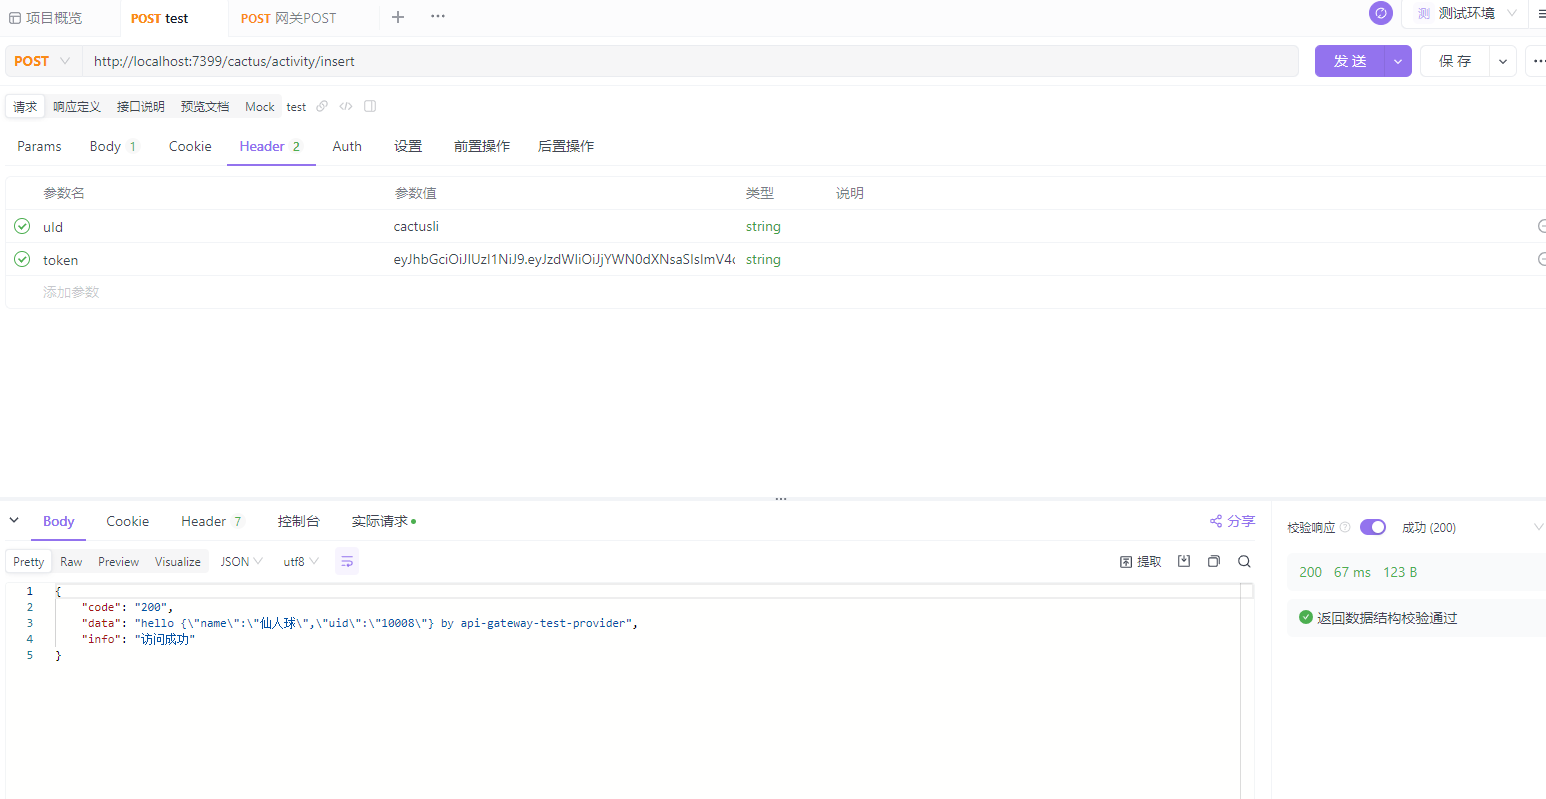 项目概览 POST test POST 网关POST 测 测试环境
POST http://localhost:7399/cactus/activity/insert 发 送 保 存
请求 响应定义 接口说明 预览文档 Mock test
Params Body 1 Cookie Header 2 Auth 设置 前置操作 后置操作
参数名 参数值 类型 说明
uId cactusli string
token eyJhbGciOiJIUzI1NiJ9.eyJzdWIiOiJjYWN0dXNsaSIsImV4c string
添加参数
Body Cookie Header 7 控制台 实际请求 分享 校验响应 成功 (200)
Pretty Raw Preview Visualize JSON utf8 提取 200 67 ms 123 B
1 {
2 "code": "200",
3 "data": "hello {\"name\":\"仙人球\",\"uid\":\"10008\"} by api-gateway-test-provider",
4 "info": "访问成功"
5 }
返回数据结构校验通过